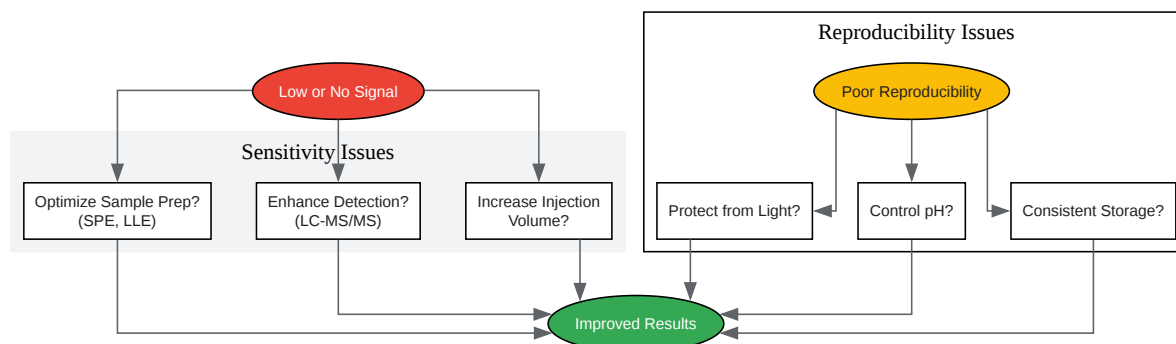 Reproducibility Issues
Low or No Signal
Poor Reproducibility
Sensitivity Issues
Optimize Sample Prep?
(SPE, LLE)
Enhance Detection?
(LC-MS/MS)
Increase Injection
Volume?
Protect from Light?
Control pH?
Consistent Storage?
Improved Results